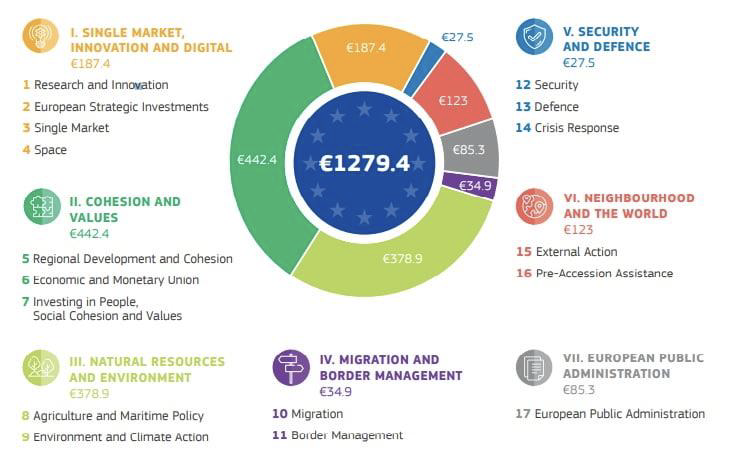 I. SINGLE MARKET,
INNOVATION AND DIGITAL
€187.4
1 Research and Innovation
2 European Strategic Investments
3 Single Market
4 Space
II. COHESION AND
VALUES
€442.4
5 Regional Development and Cohesion
6 Economic and Monetary Union
7 Investing in People,
Social Cohesion and Values
III. NATURAL RESOURCES
AND ENVIRONMENT
€378.9
8 Agriculture and Maritime Policy
9 Environment and Climate Action
€187.4
€27.5
€123
€85.3
€34.9
€378.9
€442.4
€1279.4
IV. MIGRATION AND
BORDER MANAGEMENT
€34.9
10 Migration
11 Border Management
V. SECURITY
AND DEFENCE
€27.5
12 Security
13 Defence
14 Crisis Response
VI. NEIGHBOURHOOD
AND THE WORLD
€123
15 External Action
16 Pre-Accession Assistance
VII. EUROPEAN PUBLIC
ADMINISTRATION
€85.3
17 European Public Administration